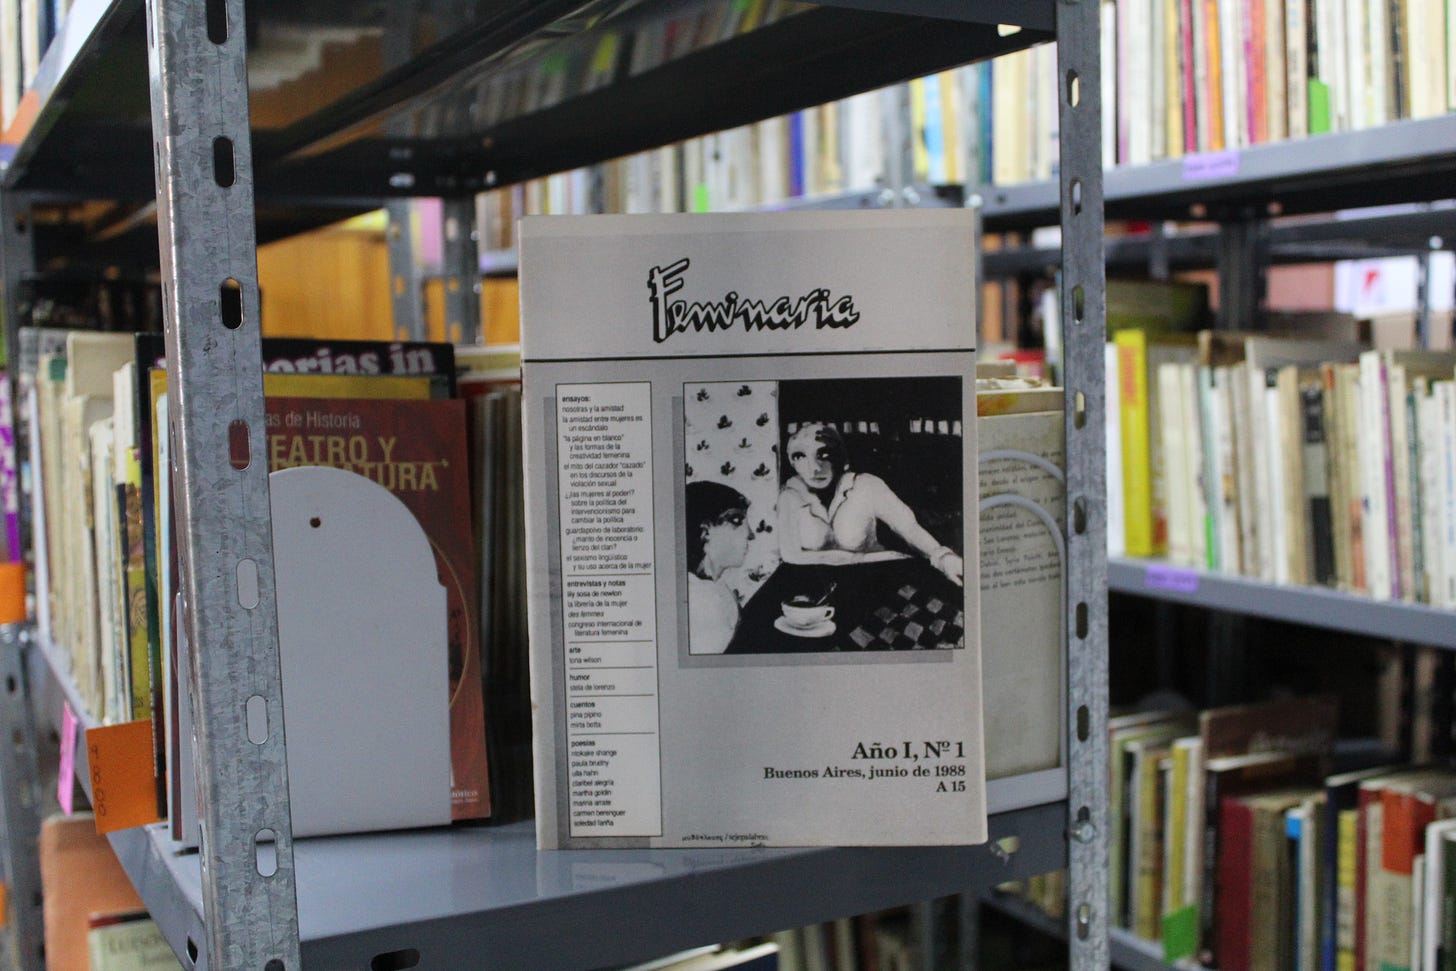 Feminaria
ensayos:
nosotras y la amistad
la amistad entre mujeres es
un escándalo
"la página en blanco"
y las formas de la
creatividad femenina
el mito del cazador "cazado"
en los discursos de la
violación sexual
¿¡las mujeres al poder!?
sobre la política del
intervencionismo para
cambiar la política
guardapolvo de laboratorio:
¿manto de inocencia o
lienzo del clan?
el sexismo lingüístico
y su uso acerca de la mujer
entrevistas y notas
lily sosa de newton
la librería de la mujer
des femmes
congreso internacional de
literatura femenina
arte
lona wilson
humor
stela de lorenzo
cuentos
pina pipino
mirta botta
poesías
ntokake shange
paula brudny
ulla hahn
claribel alegría
martha goldin
marina arrate
carmen berenguer
soledad fariña
Año I, Nº 1
Buenos Aires, junio de 1988
A 15
orias in
as de Historia
TEATRO Y
ATURA
4800